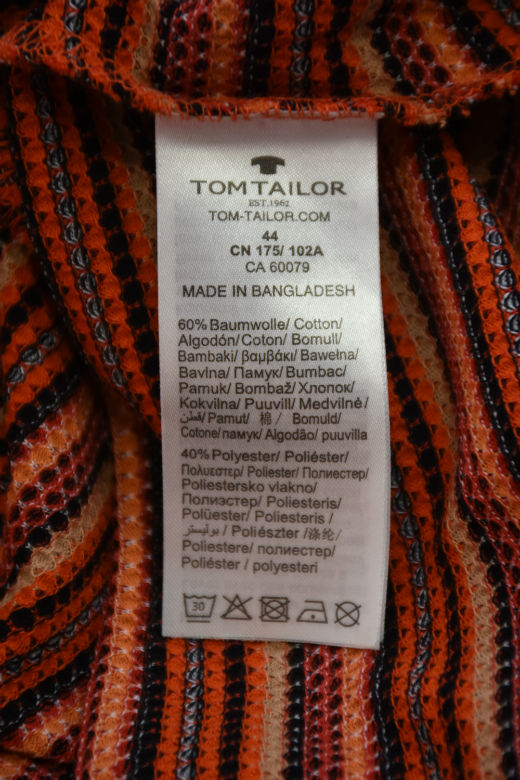 TOM TAILOR
EST.1962
TOM-TAILOR.COM
44
CN 175/ 102A
CA 60079
MADE IN BANGLADESH
60% Baumwolle/ Cotton/
Algodón/ Coton/ Bomull/
Bambaki/ βαμβάκι/ Bawełna/
Bavlna/ Памук/ Bumbac/
Pamuk/ Bombaž/ Хлопок/
Kokvilna/ Puuvill/ Medvilnė/
قطن/ Pamut/ 棉/ Bomuld/
Cotone/памук/ Algodão/ puuvilla
40% Polyester/ Poliéster/
Πολυεστερ/ Poliester/ Полиестер/
Poliestersko vlakno/
Полиэстер/ Poliesteris/
Polüester/ Poliesteris /
بوليستر / Poliészter /涤纶/
Poliestere/ полиестер/
Poliéster / polyesteri
30